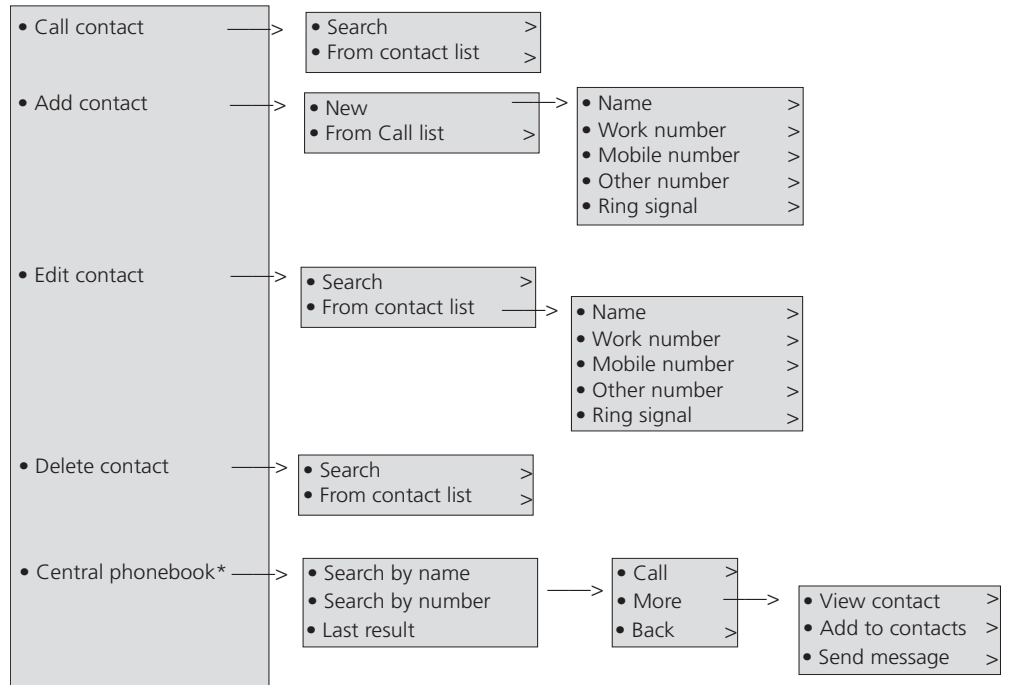 • Call contact
• Search >
• From contact list >
• Add contact
• New
• From Call list >
• Name >
• Work number >
• Mobile number >
• Other number >
• Ring signal >
• Edit contact
• Search >
• From contact list
• Name >
• Work number >
• Mobile number >
• Other number >
• Ring signal >
• Delete contact
• Search >
• From contact list >
• Central phonebook*
• Search by name
• Search by number
• Last result
• Call >
• More
• Back >
• View contact >
• Add to contacts >
• Send message >